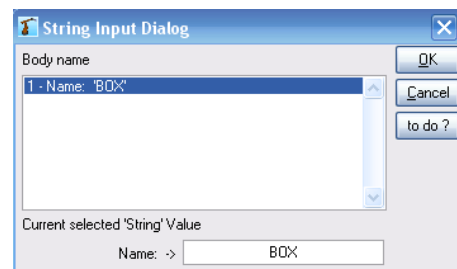 String Input Dialog
Body name
OK
1 - Name: 'BOX'
Cancel
to do ?
Current selected 'String' Value
Name: -> BOX